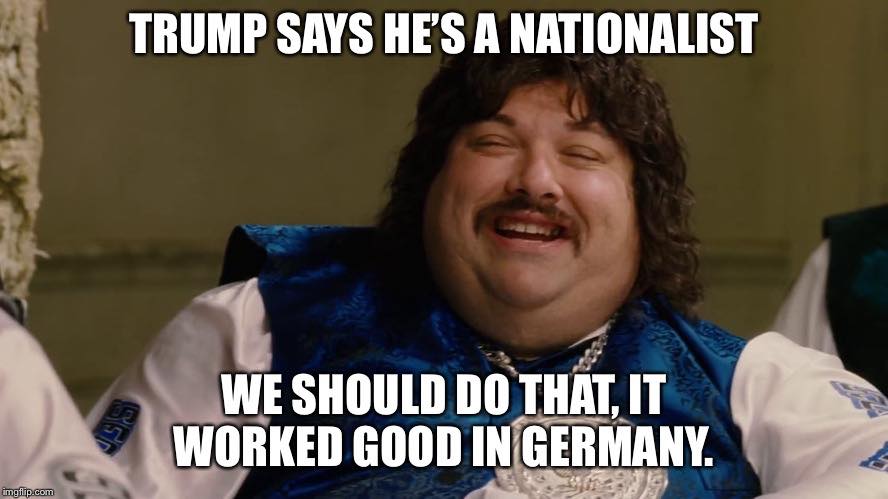 TRUMP SAYS HE’S A NATIONALIST
WE SHOULD DO THAT, IT
WORKED GOOD IN GERMANY.
imgflip.com